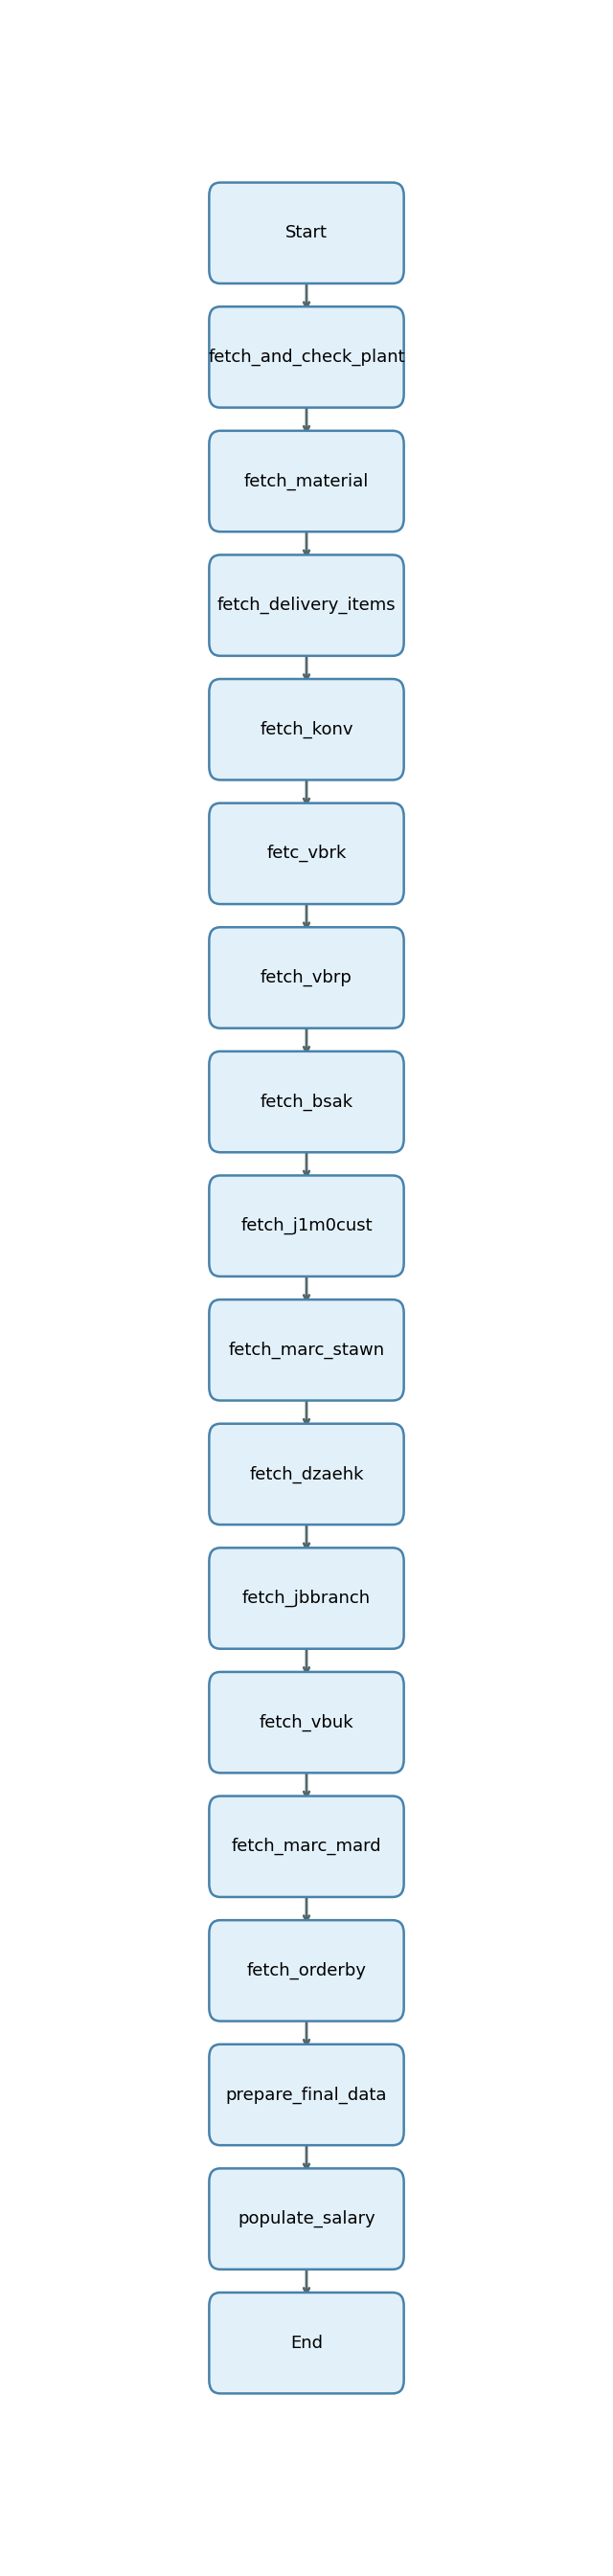 Start
fetch_and_check_plant
fetch_material
fetch_delivery_items
fetch_konv
fetc_vbrk
fetch_vbrp
fetch_bsak
fetch_j1m0cust
fetch_marc_stawn
fetch_dzaehk
fetch_jbbranch
fetch_vbuk
fetch_marc_mard
fetch_orderby
prepare_final_data
populate_salary
End